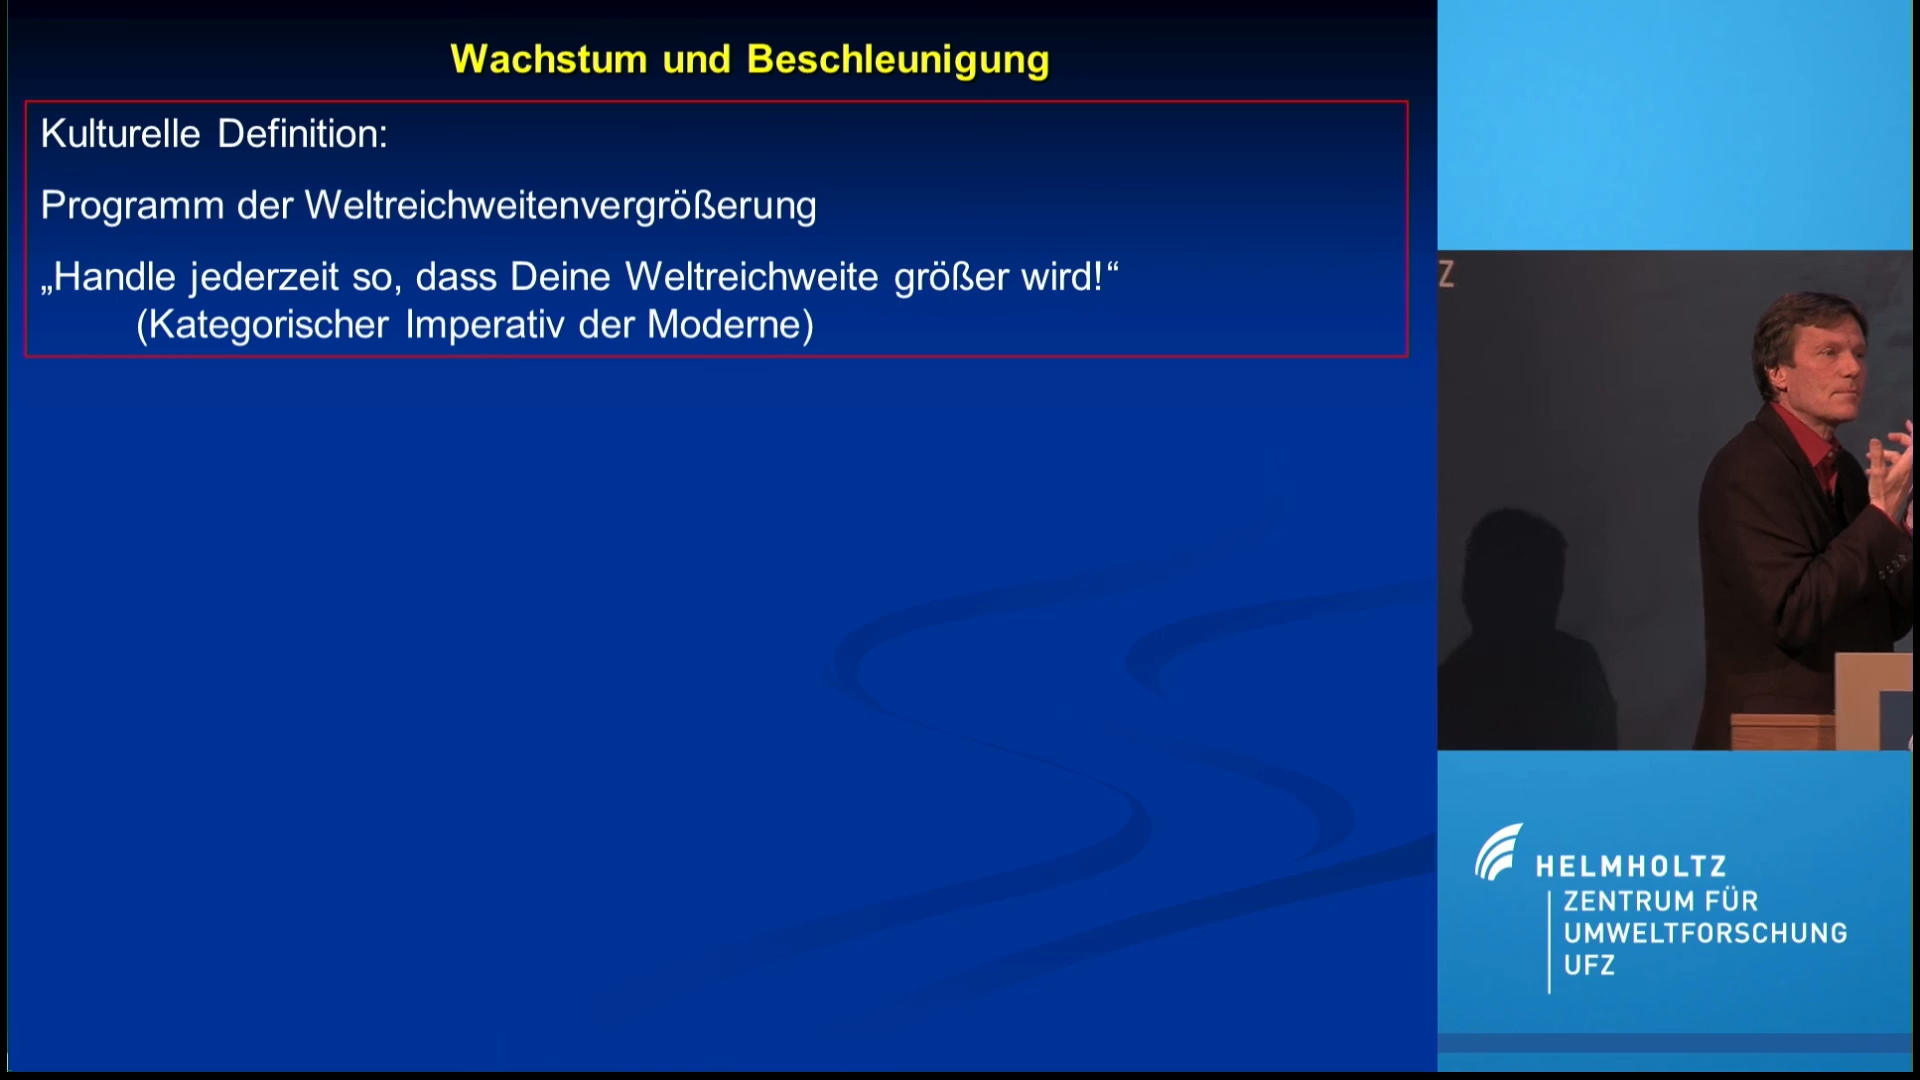 Wachstum und Beschleunigung
Kulturelle Definition:
Programm der Weltreichweitenvergrößerung
„Handle jederzeit so, dass Deine Weltreichweite größer wird!“
(Kategorischer Imperativ der Moderne)
Z
HELMHOLTZ
ZENTRUM FÜR
UMWELTFORSCHUNG
UFZ